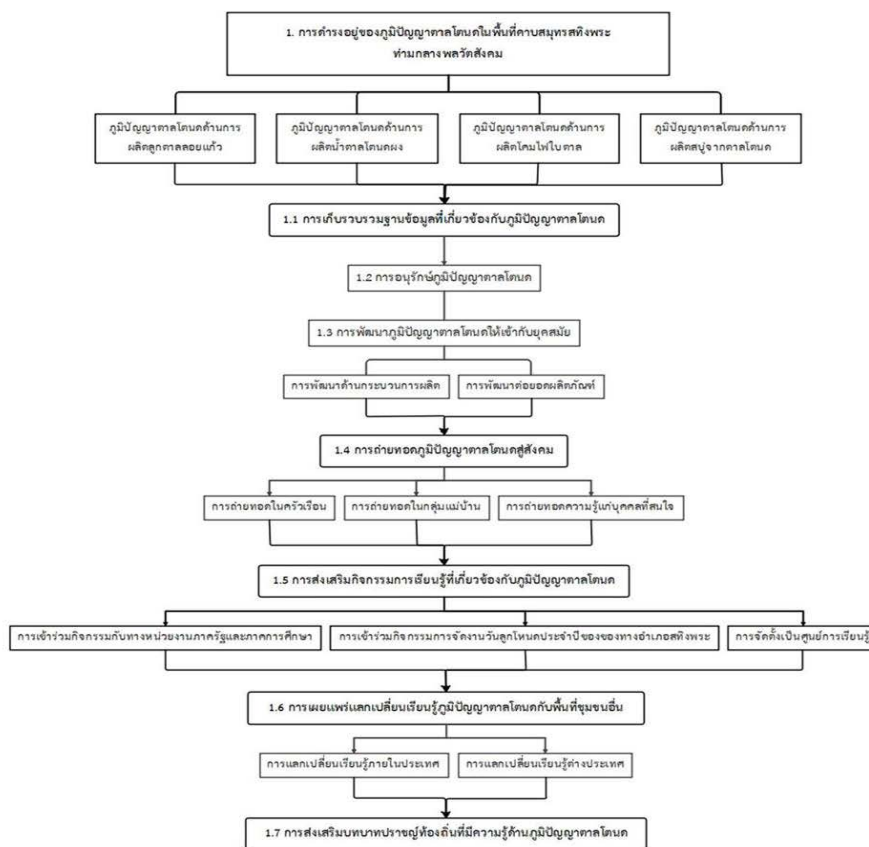 1. การดำรงอยู่ของภูมิปัญญาตาลโตนดในพื้นที่คาบสมุทรสทิงพระ
ท่ามกลางพลวัตสังคม
ภูมิปัญญาตาลโตนดด้านการ
ผลิตลูกตาลลอยแก้ว
ภูมิปัญญาตาลโตนดด้านการ
ผลิตน้ำตาลโตนดผง
ภูมิปัญญาตาลโตนดด้านการ
ผลิตโคมไฟใบตาล
ภูมิปัญญาตาลโตนดด้านการ
ผลิตสบู่จากตาลโตนด
1.1 การเก็บรวบรวมฐานข้อมูลที่เกี่ยวข้องกับภูมิปัญญาตาลโตนด
1.2 การอนุรักษ์ภูมิปัญญาตาลโตนด
1.3 การพัฒนาภูมิปัญญาตาลโตนดให้เข้ากับยุคสมัย
การพัฒนาด้านกระบวนการผลิต
การพัฒนาต่อยอดผลิตภัณฑ์
1.4 การถ่ายทอดภูมิปัญญาตาลโตนดสู่สังคม
การถ่ายทอดในครัวเรือน
การถ่ายทอดในกลุ่มแม่บ้าน
การถ่ายทอดความรู้แก่บุคคลที่สนใจ
1.5 การส่งเสริมกิจกรรมการเรียนรู้ที่เกี่ยวข้องกับภูมิปัญญาตาลโตนด
การเข้าร่วมกิจกรรมกับทางหน่วยงานภาครัฐและภาคการศึกษา
การเข้าร่วมกิจกรรมการจัดงานวันลูกโหนดประจำปีของของทางอำเภอสทิงพระ
การจัดตั้งเป็นศูนย์การเรียนรู้
1.6 การเผยแพร่แลกเปลี่ยนเรียนรู้ภูมิปัญญาตาลโตนดกับพื้นที่ชุมชนอื่น
การแลกเปลี่ยนเรียนรู้ภายในประเทศ
การแลกเปลี่ยนเรียนรู้ต่างประเทศ
1.7 การส่งเสริมบทบาทปราชญ์ท้องถิ่นที่มีความรู้ด้านภูมิปัญญาตาลโตนด